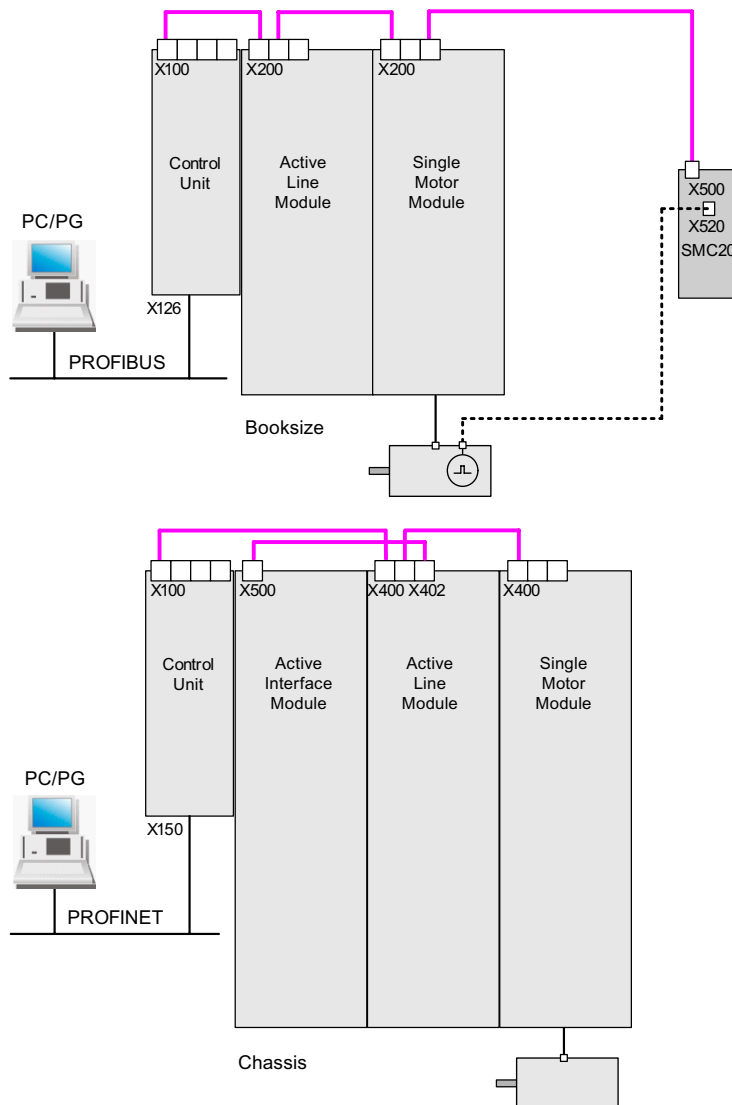 X100
X200
X200
Control
Unit
Active
Line
Module
Single
Motor
Module
X500
X520
SMC20
PC/PG
X126
PROFIBUS
Booksize
X100
X500
X400 X402
X400
Control
Unit
Active
Interface
Module
Active
Line
Module
Single
Motor
Module
PC/PG
X150
PROFINET
Chassis